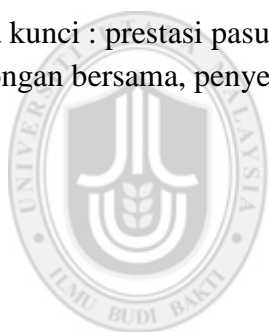 kunci : prestasi pasu
ongan bersama, penye
UNIVERSITI UTARA MALAYSIA
ILMU BUDI BAKTI